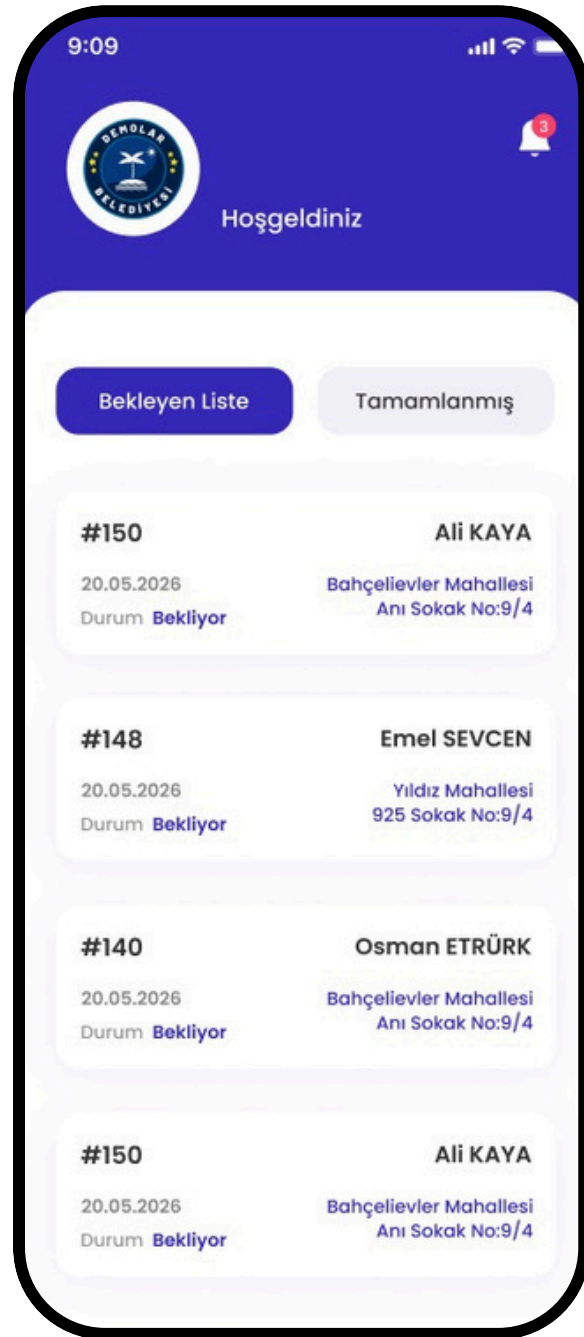 9:09
DEMOLAR
BELEDİYESİ
3
Hoşgeldiniz
Bekleyen Liste
Tamamlanmış
#150
Ali KAYA
20.05.2026
Bahçelievler Mahallesi
Durum Bekliyor
Anı Sokak No:9/4
#148
Emel SEVCEN
20.05.2026
Yıldız Mahallesi
Durum Bekliyor
925 Sokak No:9/4
#140
Osman ETRÜRK
20.05.2026
Bahçelievler Mahallesi
Durum Bekliyor
Anı Sokak No:9/4
#150
Ali KAYA
20.05.2026
Bahçelievler Mahallesi
Durum Bekliyor
Anı Sokak No:9/4